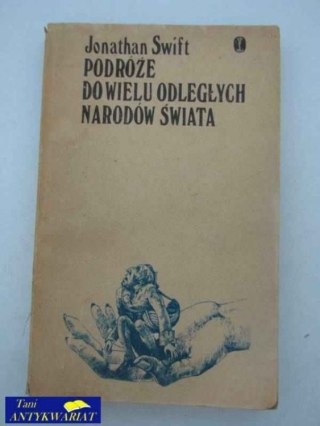 Jonathan Swift
PODRÓŻE
DO WIELU ODLEGŁYCH
NARODÓW ŚWIATA
Tani
ANTYKWARIAT